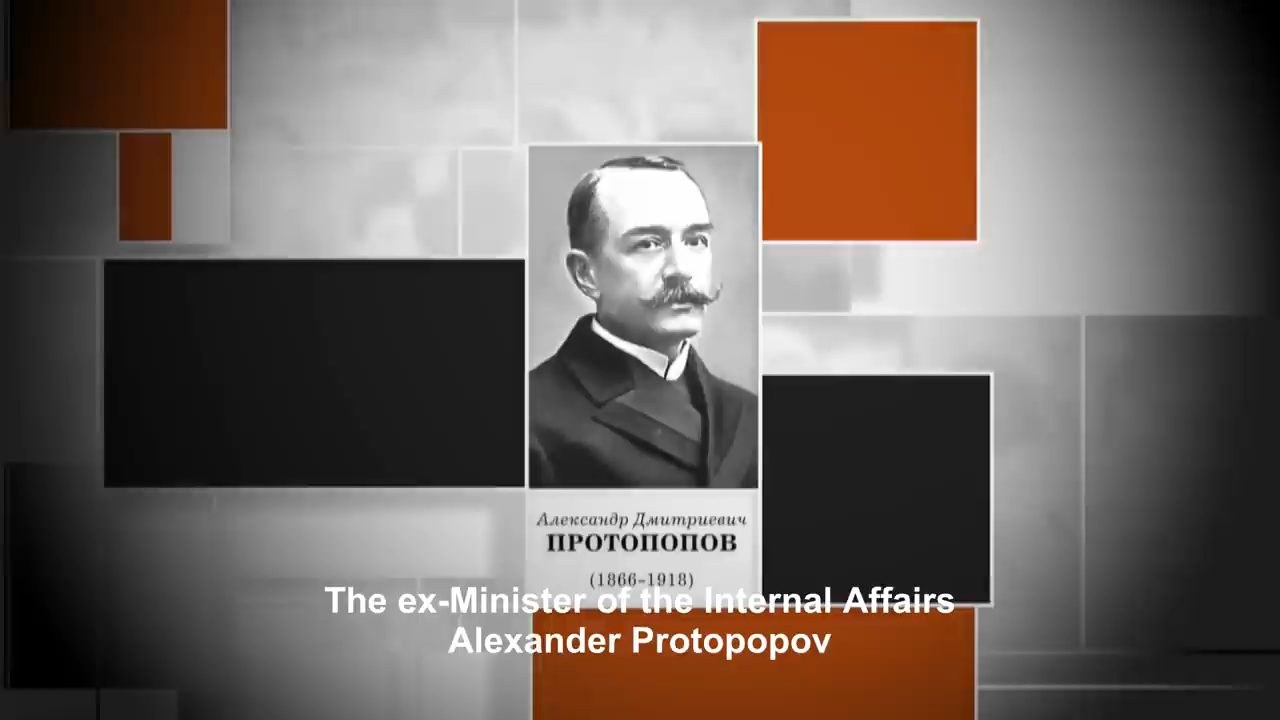 Александр Дмитриевич
ПРОТОПОПОВ
(1866–1918)
The ex-Minister of the Internal Affairs
Alexander Protopopov